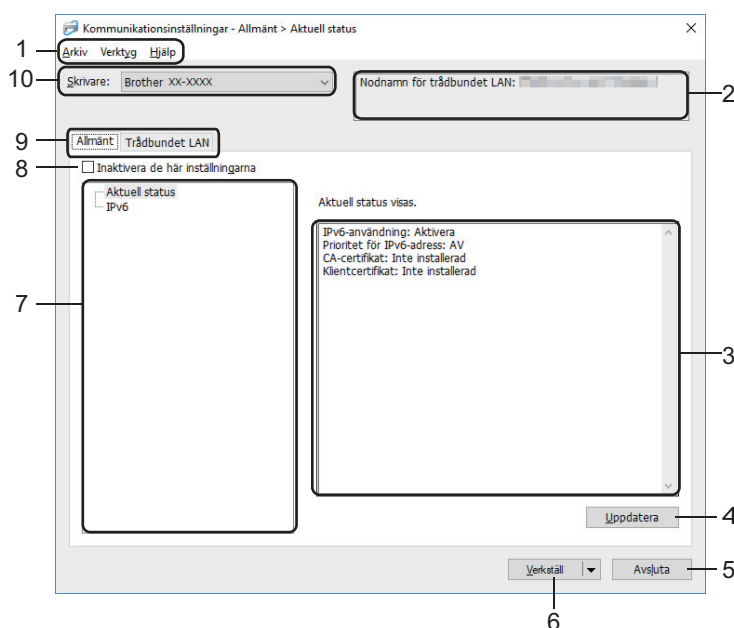 Kommunikationsinställningar - Allmänt > Aktuell status
1
Arkiv Verktyg Hjälp
10
Skrivare: Brother XX-XXXX
Nodnamn för trådbundet LAN:
2
9
Allmänt Trådbundet LAN
8
Inaktivera de här inställningarna
Aktuell status
IPv6
7
Aktuell status visas.
IPv6-användning: Aktivera
Prioritet för IPv6-adress: AV
CA-certifikat: Inte installerad
Klientcertifikat: Inte installerad
3
Uppdatera
4
Verkställ
Avsluta
5
6